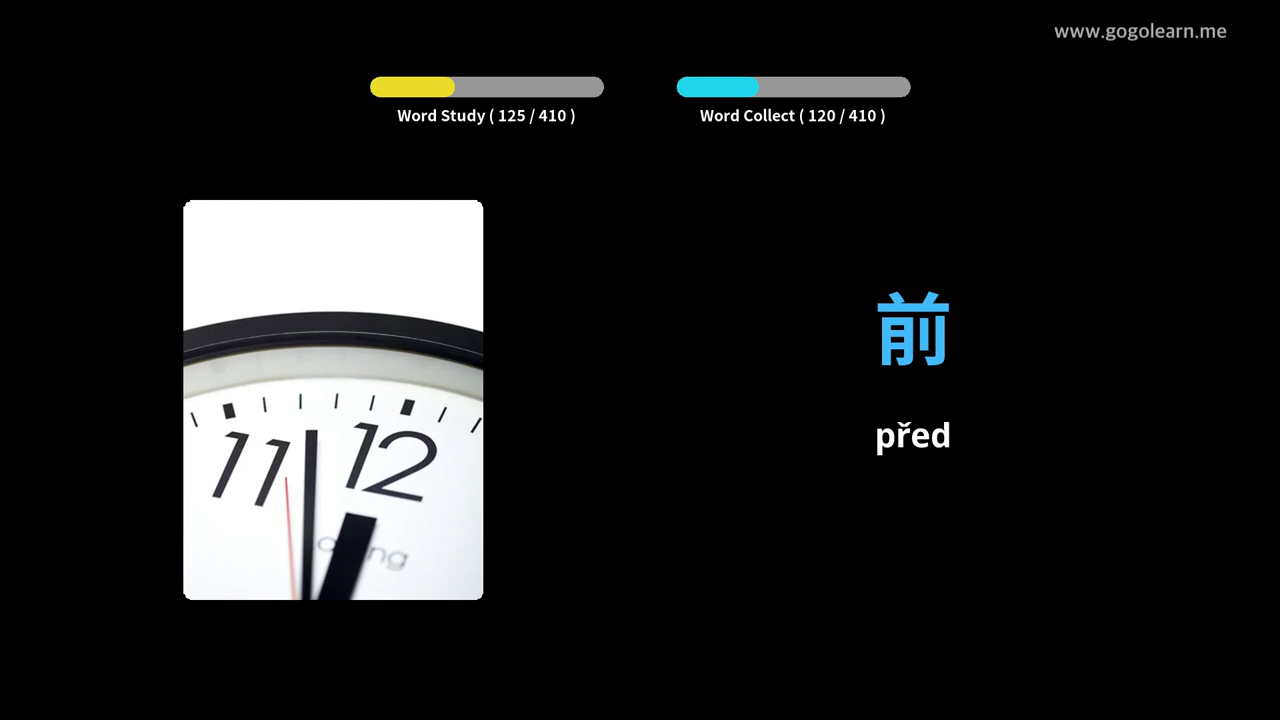 www.gogolearn.me
Word Study ( 125 / 410 )
Word Collect ( 120 / 410 )
11
12
前
před